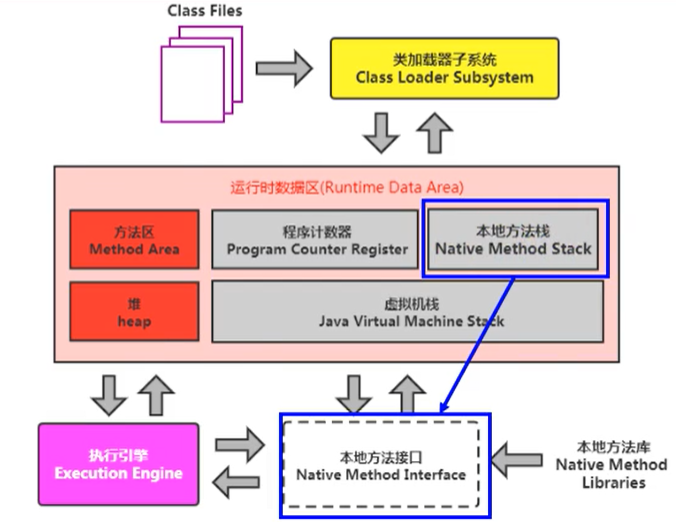 Class Files
类加载器子系统
Class Loader Subsystem
运行时数据区(Runtime Data Area)
方法区
Method Area
程序计数器
Program Counter Register
本地方法栈
Native Method Stack
堆
heap
虚拟机栈
Java Virtual Machine Stack
执行引擎
Execution Engine
本地方法接口
Native Method Interface
本地方法库
Native Method
Libraries